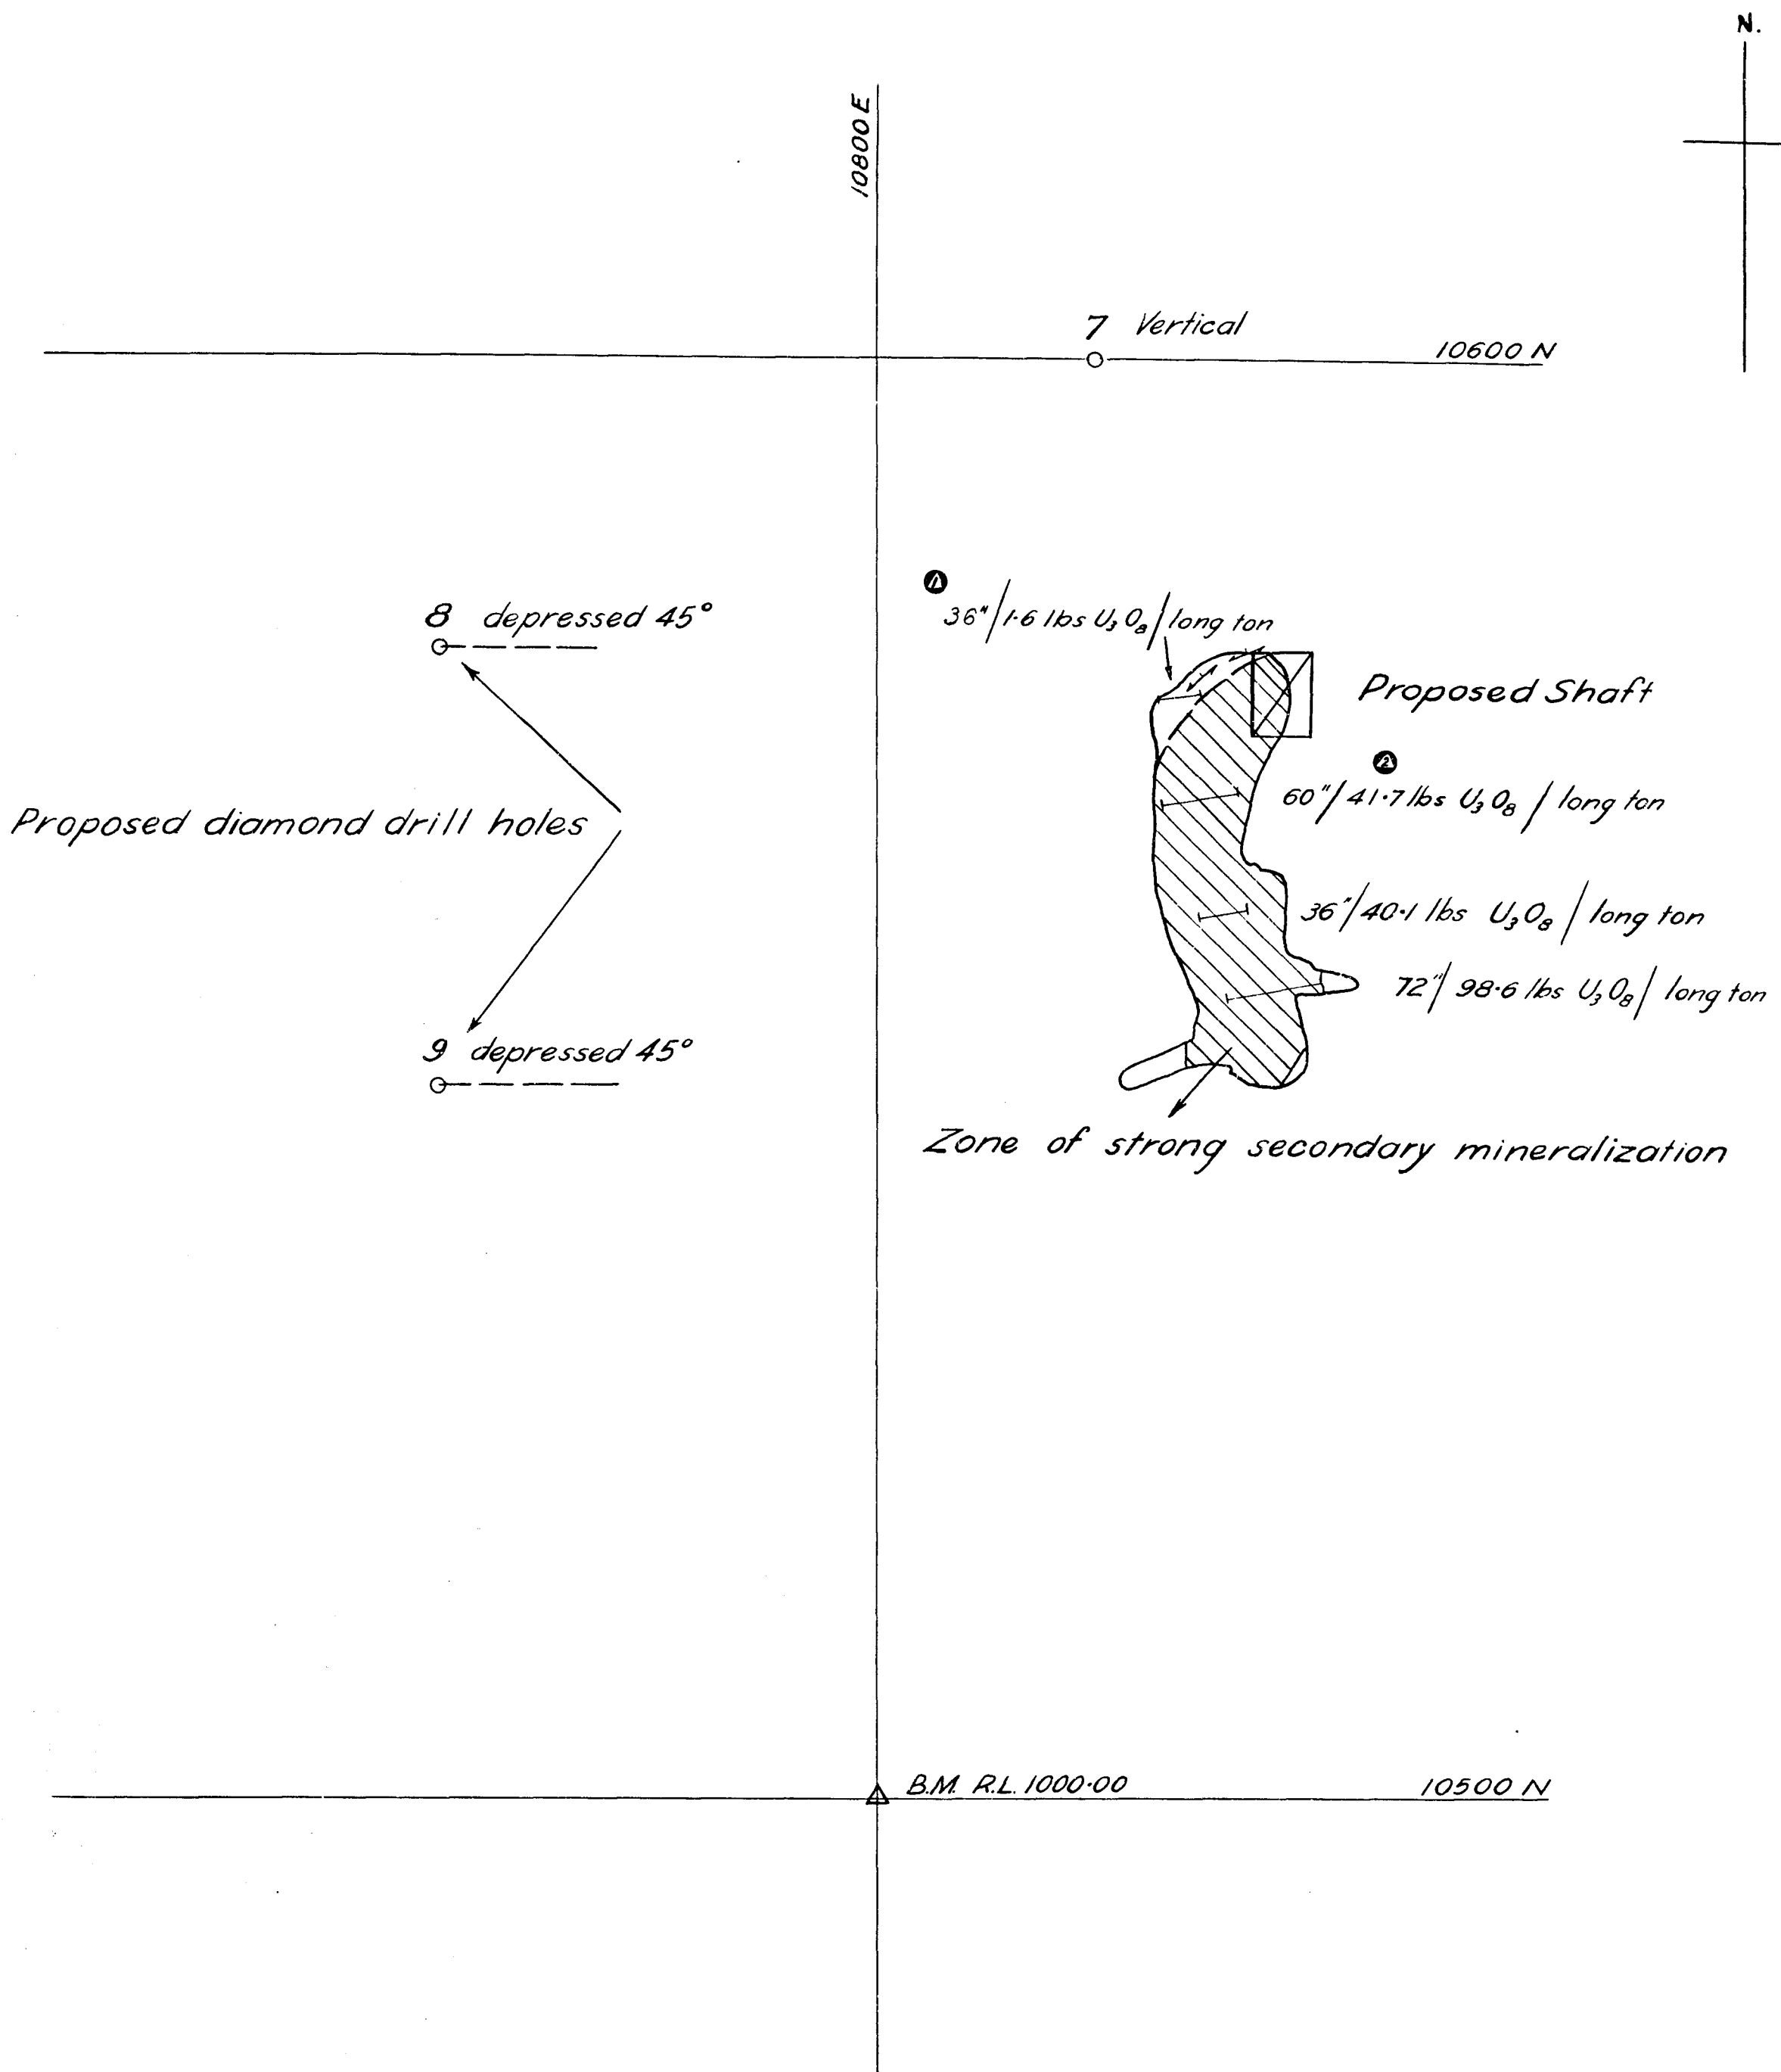 N.
10800 E
7 Vertical
10600 N
1
36"/1·6 lbs U₃O₈/long ton
8 depressed 45°
Proposed Shaft
2
60"/41·7 lbs U₃O₈ / long ton
Proposed diamond drill holes
36"/40·1 lbs U₃O₈ / long ton
72"/98·6 lbs U₃O₈/ long ton
9 depressed 45°
Zone of strong secondary mineralization
B.M. R.L. 1000·00
10500 N